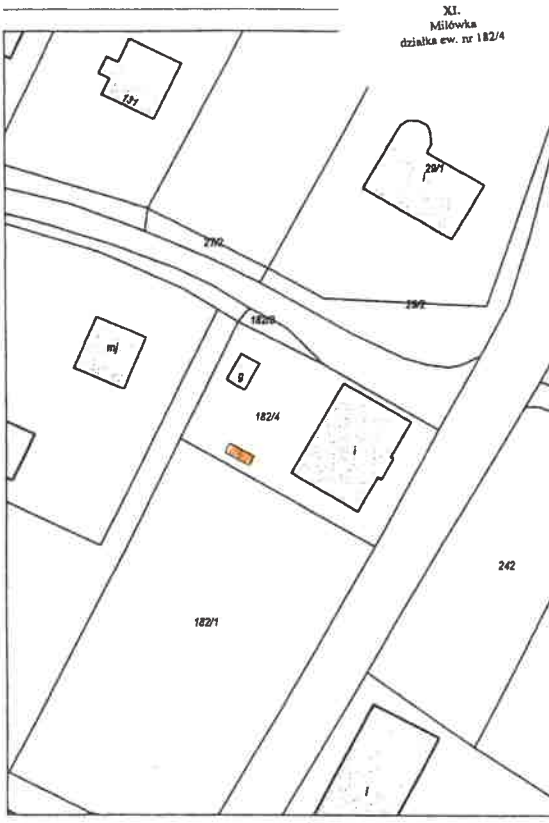 XI.
Milówka
działka ew. nr 182/4
131
29/1
i
27/2
29/2
182/3
mj
g
182/4
i
242
182/1
i